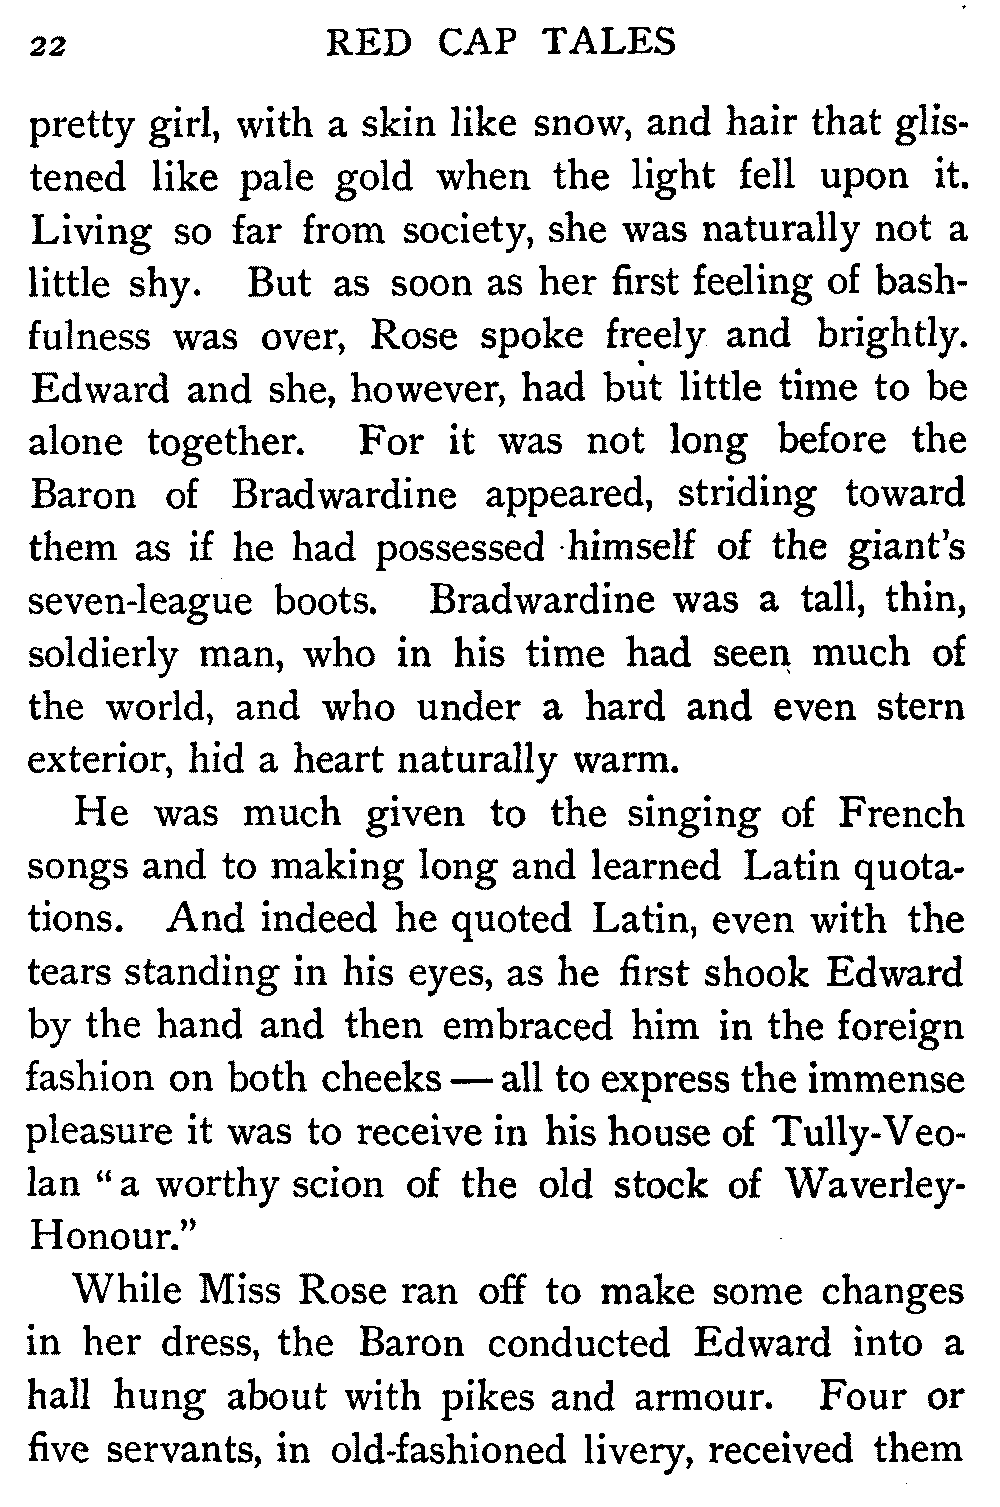 22 RED CAP TALES
pretty girl, with a skin like snow, and hair that glis-
tened like pale gold when the light fell upon it.
Living so far from society, she was naturally not a
little shy. But as soon as her first feeling of bash-
fulness was over, Rose spoke freely and brightly.
Edward and she, however, had but little time to be
alone together. For it was not long before the
Baron of Bradwardine appeared, striding toward
them as if he had possessed himself of the giant's
seven-league boots. Bradwardine was a tall, thin,
soldierly man, who in his time had seen much of
the world, and who under a hard and even stern
exterior, hid a heart naturally warm.
He was much given to the singing of French
songs and to making long and learned Latin quota-
tions. And indeed he quoted Latin, even with the
tears standing in his eyes, as he first shook Edward
by the hand and then embraced him in the foreign
fashion on both cheeks — all to express the immense
pleasure it was to receive in his house of Tully-Veo-
lan “a worthy scion of the old stock of Waverley-
Honour.”
While Miss Rose ran off to make some changes
in her dress, the Baron conducted Edward into a
hall hung about with pikes and armour. Four or
five servants, in old-fashioned livery, received them